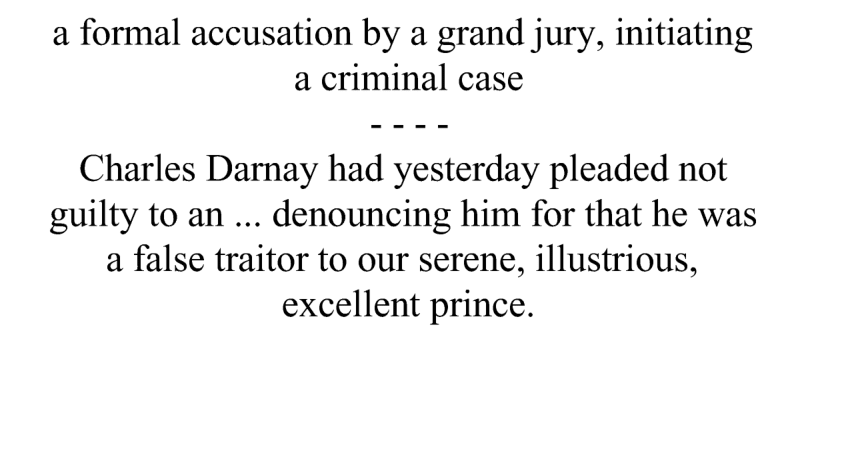 a formal accusation by a grand jury, initiating
a criminal case
- - - -
Charles Darnay had yesterday pleaded not
guilty to an ... denouncing him for that he was
a false traitor to our serene, illustrious,
excellent prince.